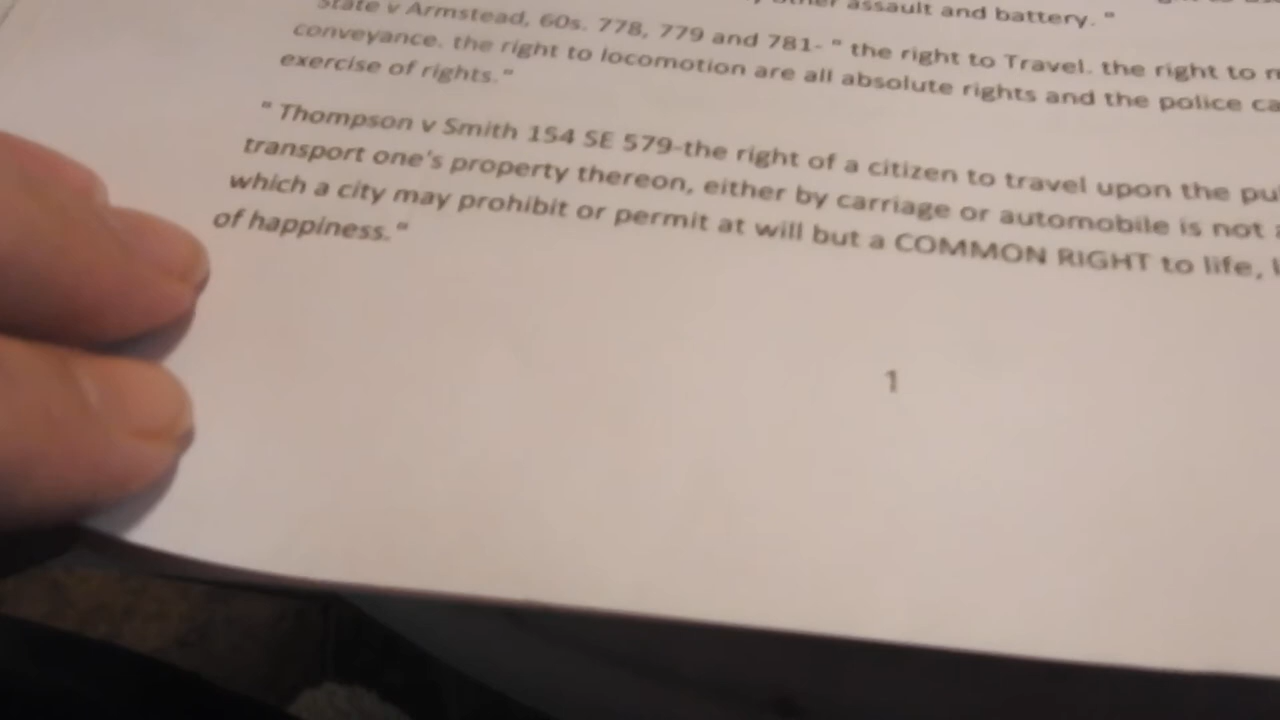 other assault and battery. "
State v Armstead, 60s. 778, 779 and 781- " the right to Travel. the right to
conveyance. the right to locomotion are all absolute rights and the police
exercise of rights."
" Thompson v Smith 154 SE 579-the right of a citizen to travel upon the
transport one's property thereon, either by carriage or automobile is not
which a city may prohibit or permit at will but a COMMON RIGHT to life,
of happiness."
1